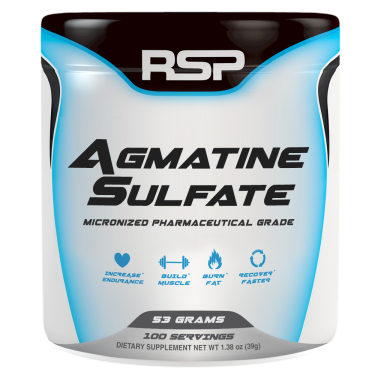 RSP
AGMATINE
SULFATE
MICRONIZED PHARMACEUTICAL GRADE
INCREASE* BUILD* BURN* RECOVER*
ENDURANCE MUSCLE FAT FASTER
53 GRAMS
100 SERVINGS
DIETARY SUPPLEMENT NET WT 1.38 oz (39g)